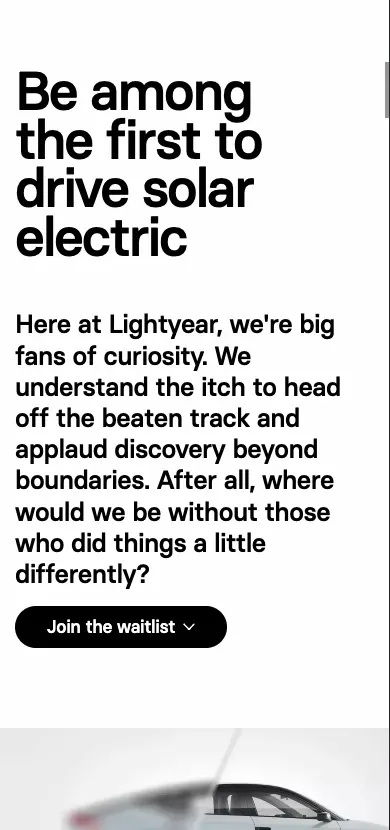 Be among
the first to
drive solar
electric
Here at Lightyear, we're big
fans of curiosity. We
understand the itch to head
off the beaten track and
applaud discovery beyond
boundaries. After all, where
would we be without those
who did things a little
differently?
Join the waitlist